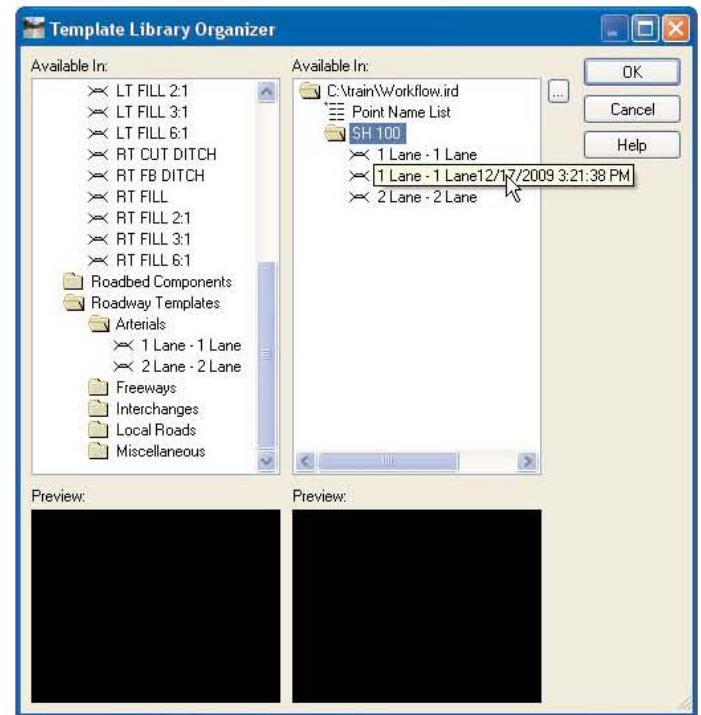 Template Library Organizer
Available In:
LT FILL 2:1
LT FILL 3:1
LT FILL 6:1
RT CUT DITCH
RT FB DITCH
RT FILL
RT FILL 2:1
RT FILL 3:1
RT FILL 6:1
Roadbed Components
Roadway Templates
Arterials
1 Lane - 1 Lane
2 Lane - 2 Lane
Freeways
Interchanges
Local Roads
Miscellaneous
Available In:
C:\train\Workflow.ird
Point Name List
SH 100
1 Lane - 1 Lane
1 Lane - 1 Lane12/17/2009 3:21:38 PM
2 Lane - 2 Lane
...
OK
Cancel
Help
Preview:
Preview: